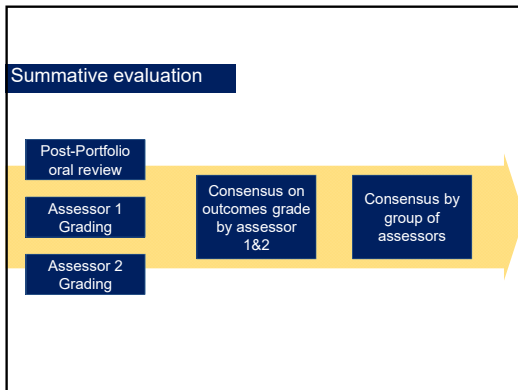 Summative evaluation
Post-Portfolio
oral review
Assessor 1
Grading
Assessor 2
Grading
Consensus on
outcomes grade
by assessor
1&2
Consensus by
group of
assessors